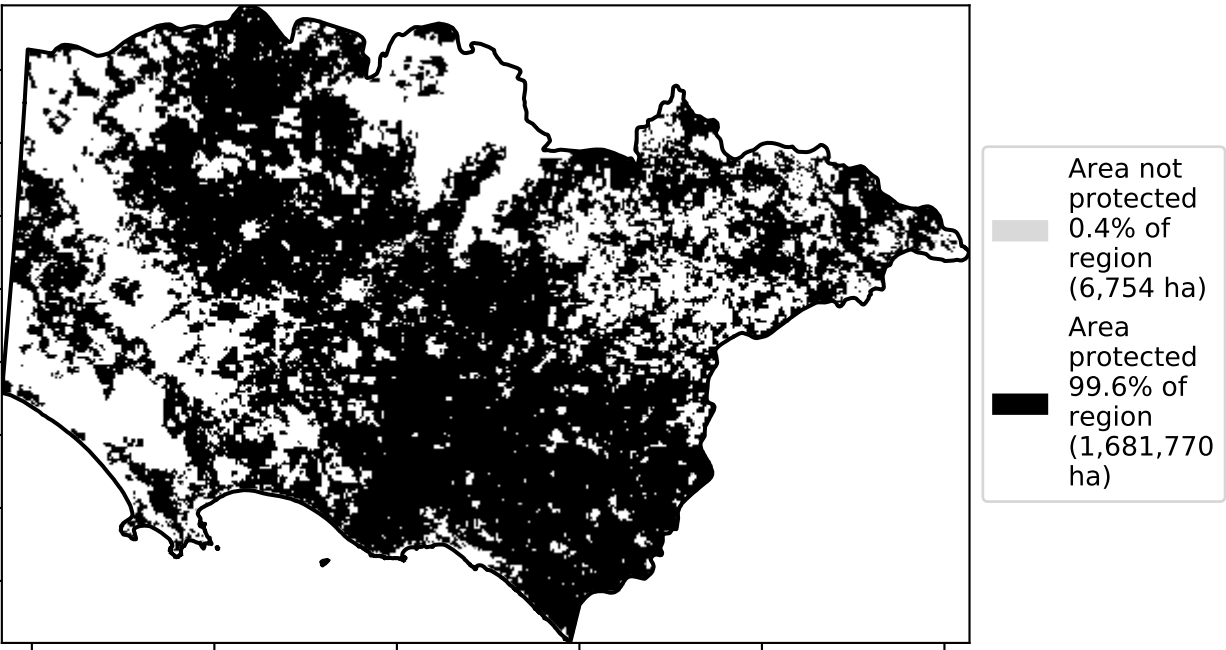 Area not
protected
0.4% of
region
(6,754 ha)
Area
protected
99.6% of
region
(1,681,770
ha)